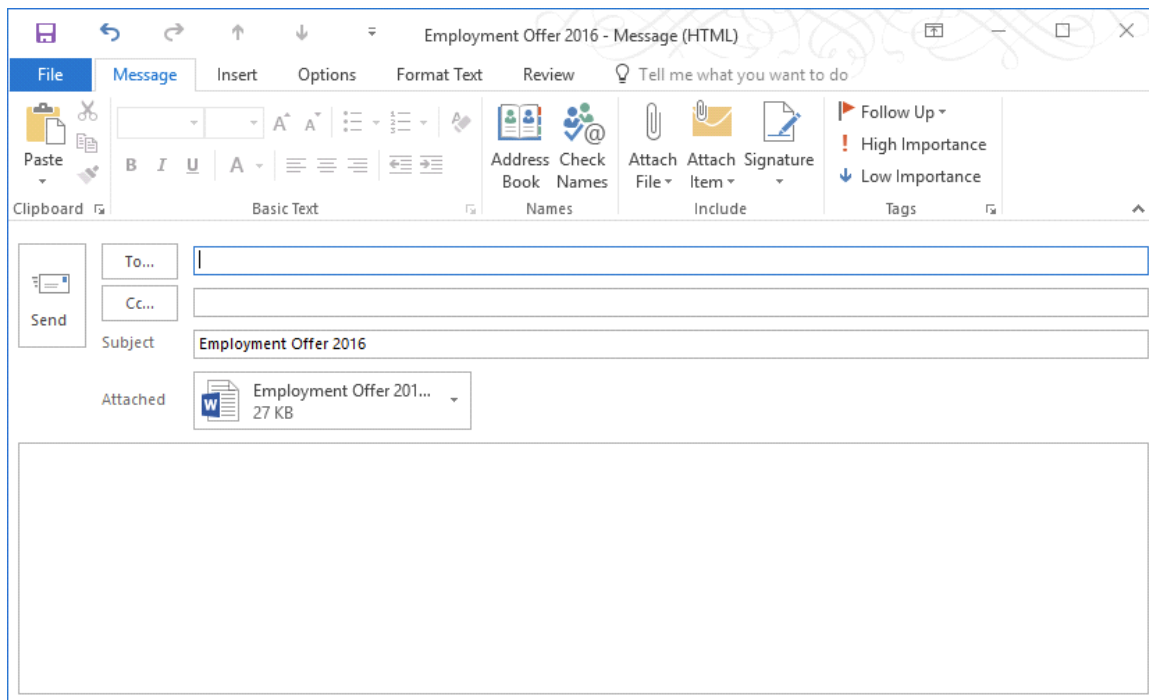 Employment Offer 2016 - Message (HTML)
File Message Insert Options Format Text Review Tell me what you want to do
Paste
B I U A
Address Book
Check Names
Attach File
Attach Item
Signature
Follow Up
High Importance
Low Importance
Clipboard Basic Text Names Include Tags
To...
Cc...
Send
Subject Employment Offer 2016
Attached Employment Offer 201...
27 KB